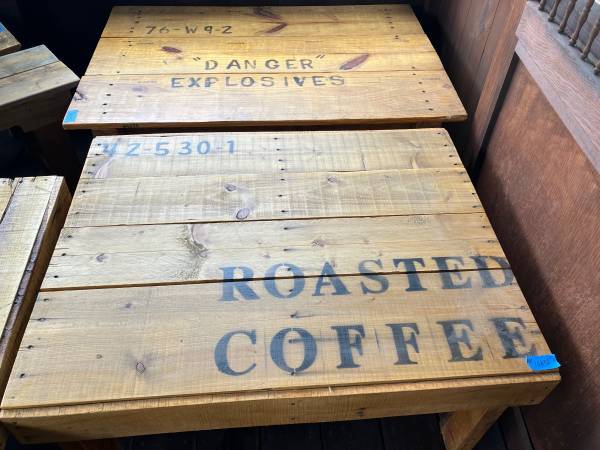 76-W9-2
"DANGER"
EXPLOSIVES
42-530-1
ROASTED
COFFEE